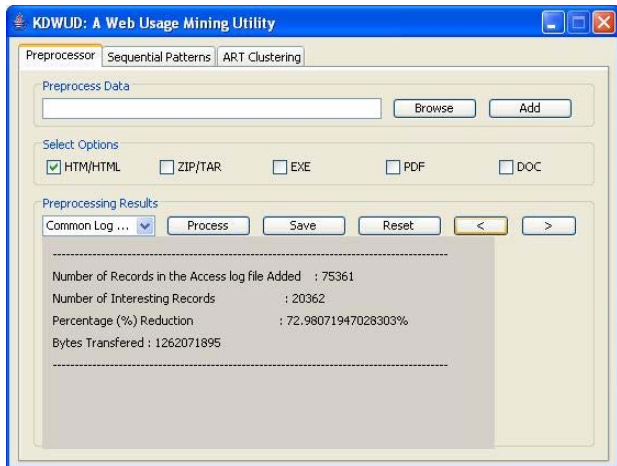 KDWUD: A Web Usage Mining Utility
Preprocessor Sequential Patterns ART Clustering
Preprocess Data
Browse Add
Select Options
HTM/HTML ZIP/TAR EXE PDF DOC
Preprocessing Results
Common Log ... Process Save Reset < >
----------------------------------------------------------------------------------------------------
Number of Records in the Access log file Added : 75361
Number of Interesting Records : 20362
Percentage (%) Reduction : 72.98071947028303%
Bytes Transfered : 1262071895
----------------------------------------------------------------------------------------------------